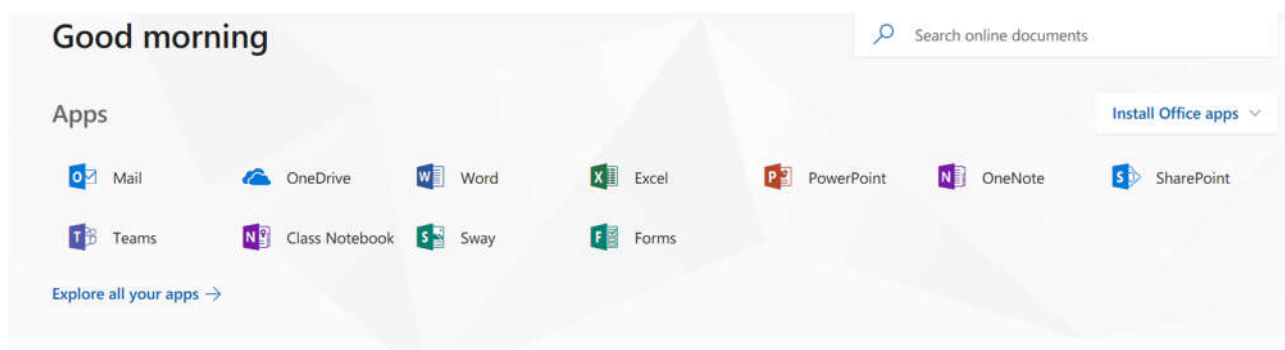 Good morning
Search online documents
Apps
Install Office apps
Mail OneDrive Word Excel PowerPoint OneNote SharePoint
Teams Class Notebook Sway Forms
Explore all your apps →